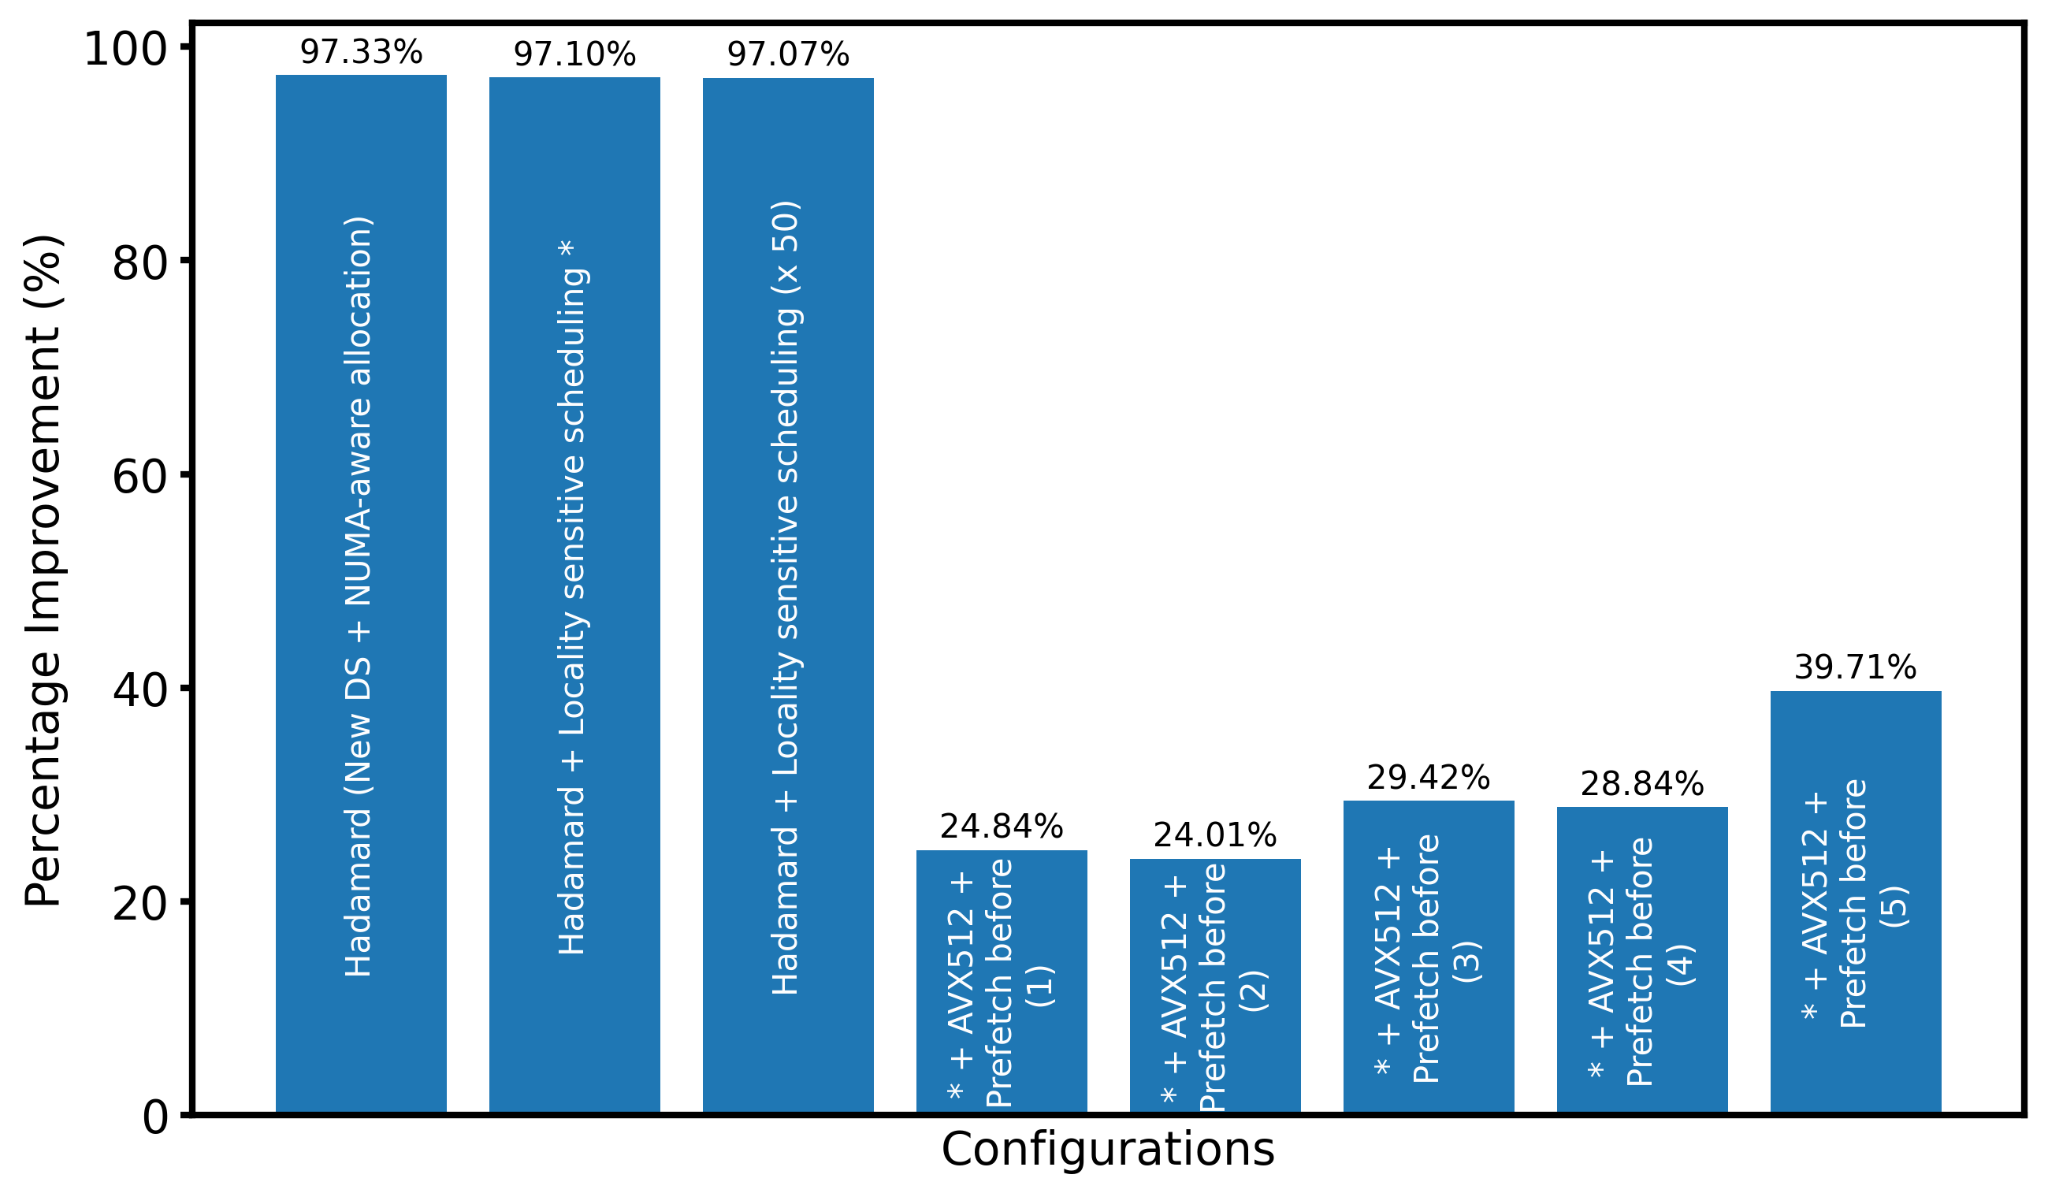 Percentage Improvement (%)
100
80
60
40
20
0
97.33%
Hadamard (New DS + NUMA-aware allocation)
97.10%
Hadamard + Locality sensitive scheduling *
97.07%
Hadamard + Locality sensitive scheduling (x 50)
24.84%
* + AVX512 +
Prefetch before
(1)
24.01%
* + AVX512 +
Prefetch before
(2)
29.42%
* + AVX512 +
Prefetch before
(3)
28.84%
* + AVX512 +
Prefetch before
(4)
39.71%
* + AVX512 +
Prefetch before
(5)
Configurations